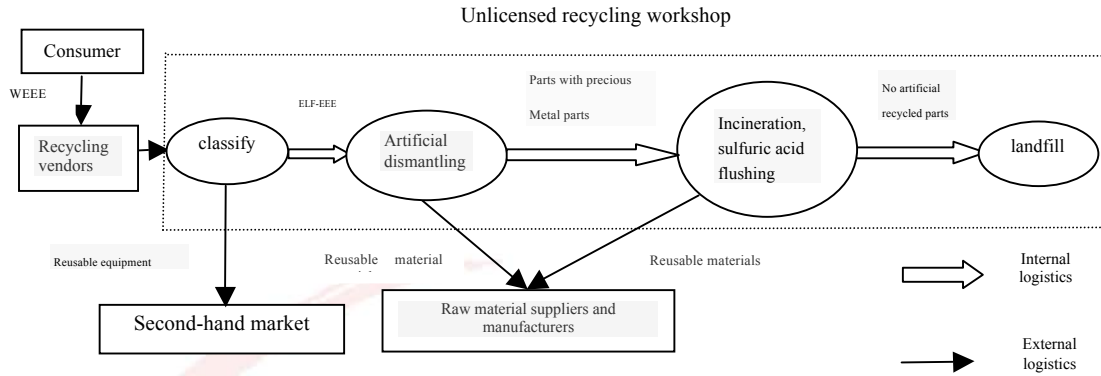 Unlicensed recycling workshop
Consumer
WEEE
Recycling
vendors
classify
ELF-EEE
Artificial
dismantling
Parts with precious
Metal parts
Incineration,
sulfuric acid
flushing
No artificial
recycled parts
landfill
Reusable equipment
Reusable material
Reusable materials
Internal
logistics
Second-hand market
Raw material suppliers and
manufacturers
External
logistics